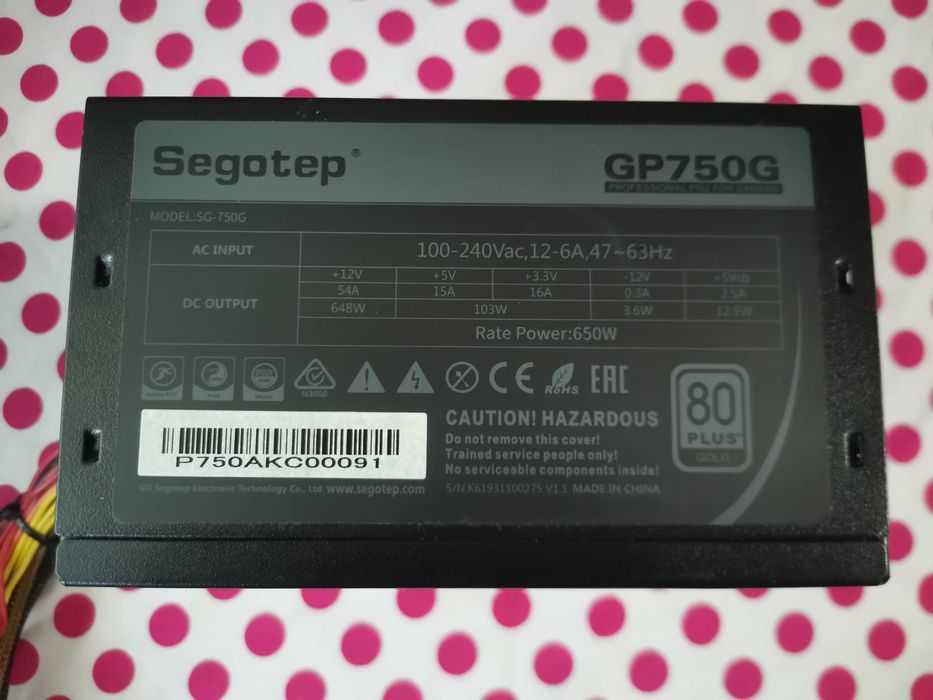 Segotep®
GP750G
PROFESSIONAL PSU FOR GAMERS
MODEL:SG-750G
AC INPUT 100-240Vac,12-6A,47~63Hz
DC OUTPUT
+12V +5V +3.3V -12V +5Vsb
54A 15A 16A 0.3A 2.5A
648W 103W 3.6W 12.5W
Rate Power:650W
Active PFC
EPS12V
N3050
CE
RoHS
EAC
80
PLUS®
GOLD
P750AKC00091
CAUTION! HAZARDOUS
Do not remove this cover!
Trained service people only!
No serviceable components inside!
GD Segotep Electronic Technology Co., Ltd. www.segotep.com
S/N:K61931100275 V1.1 MADE IN CHINA